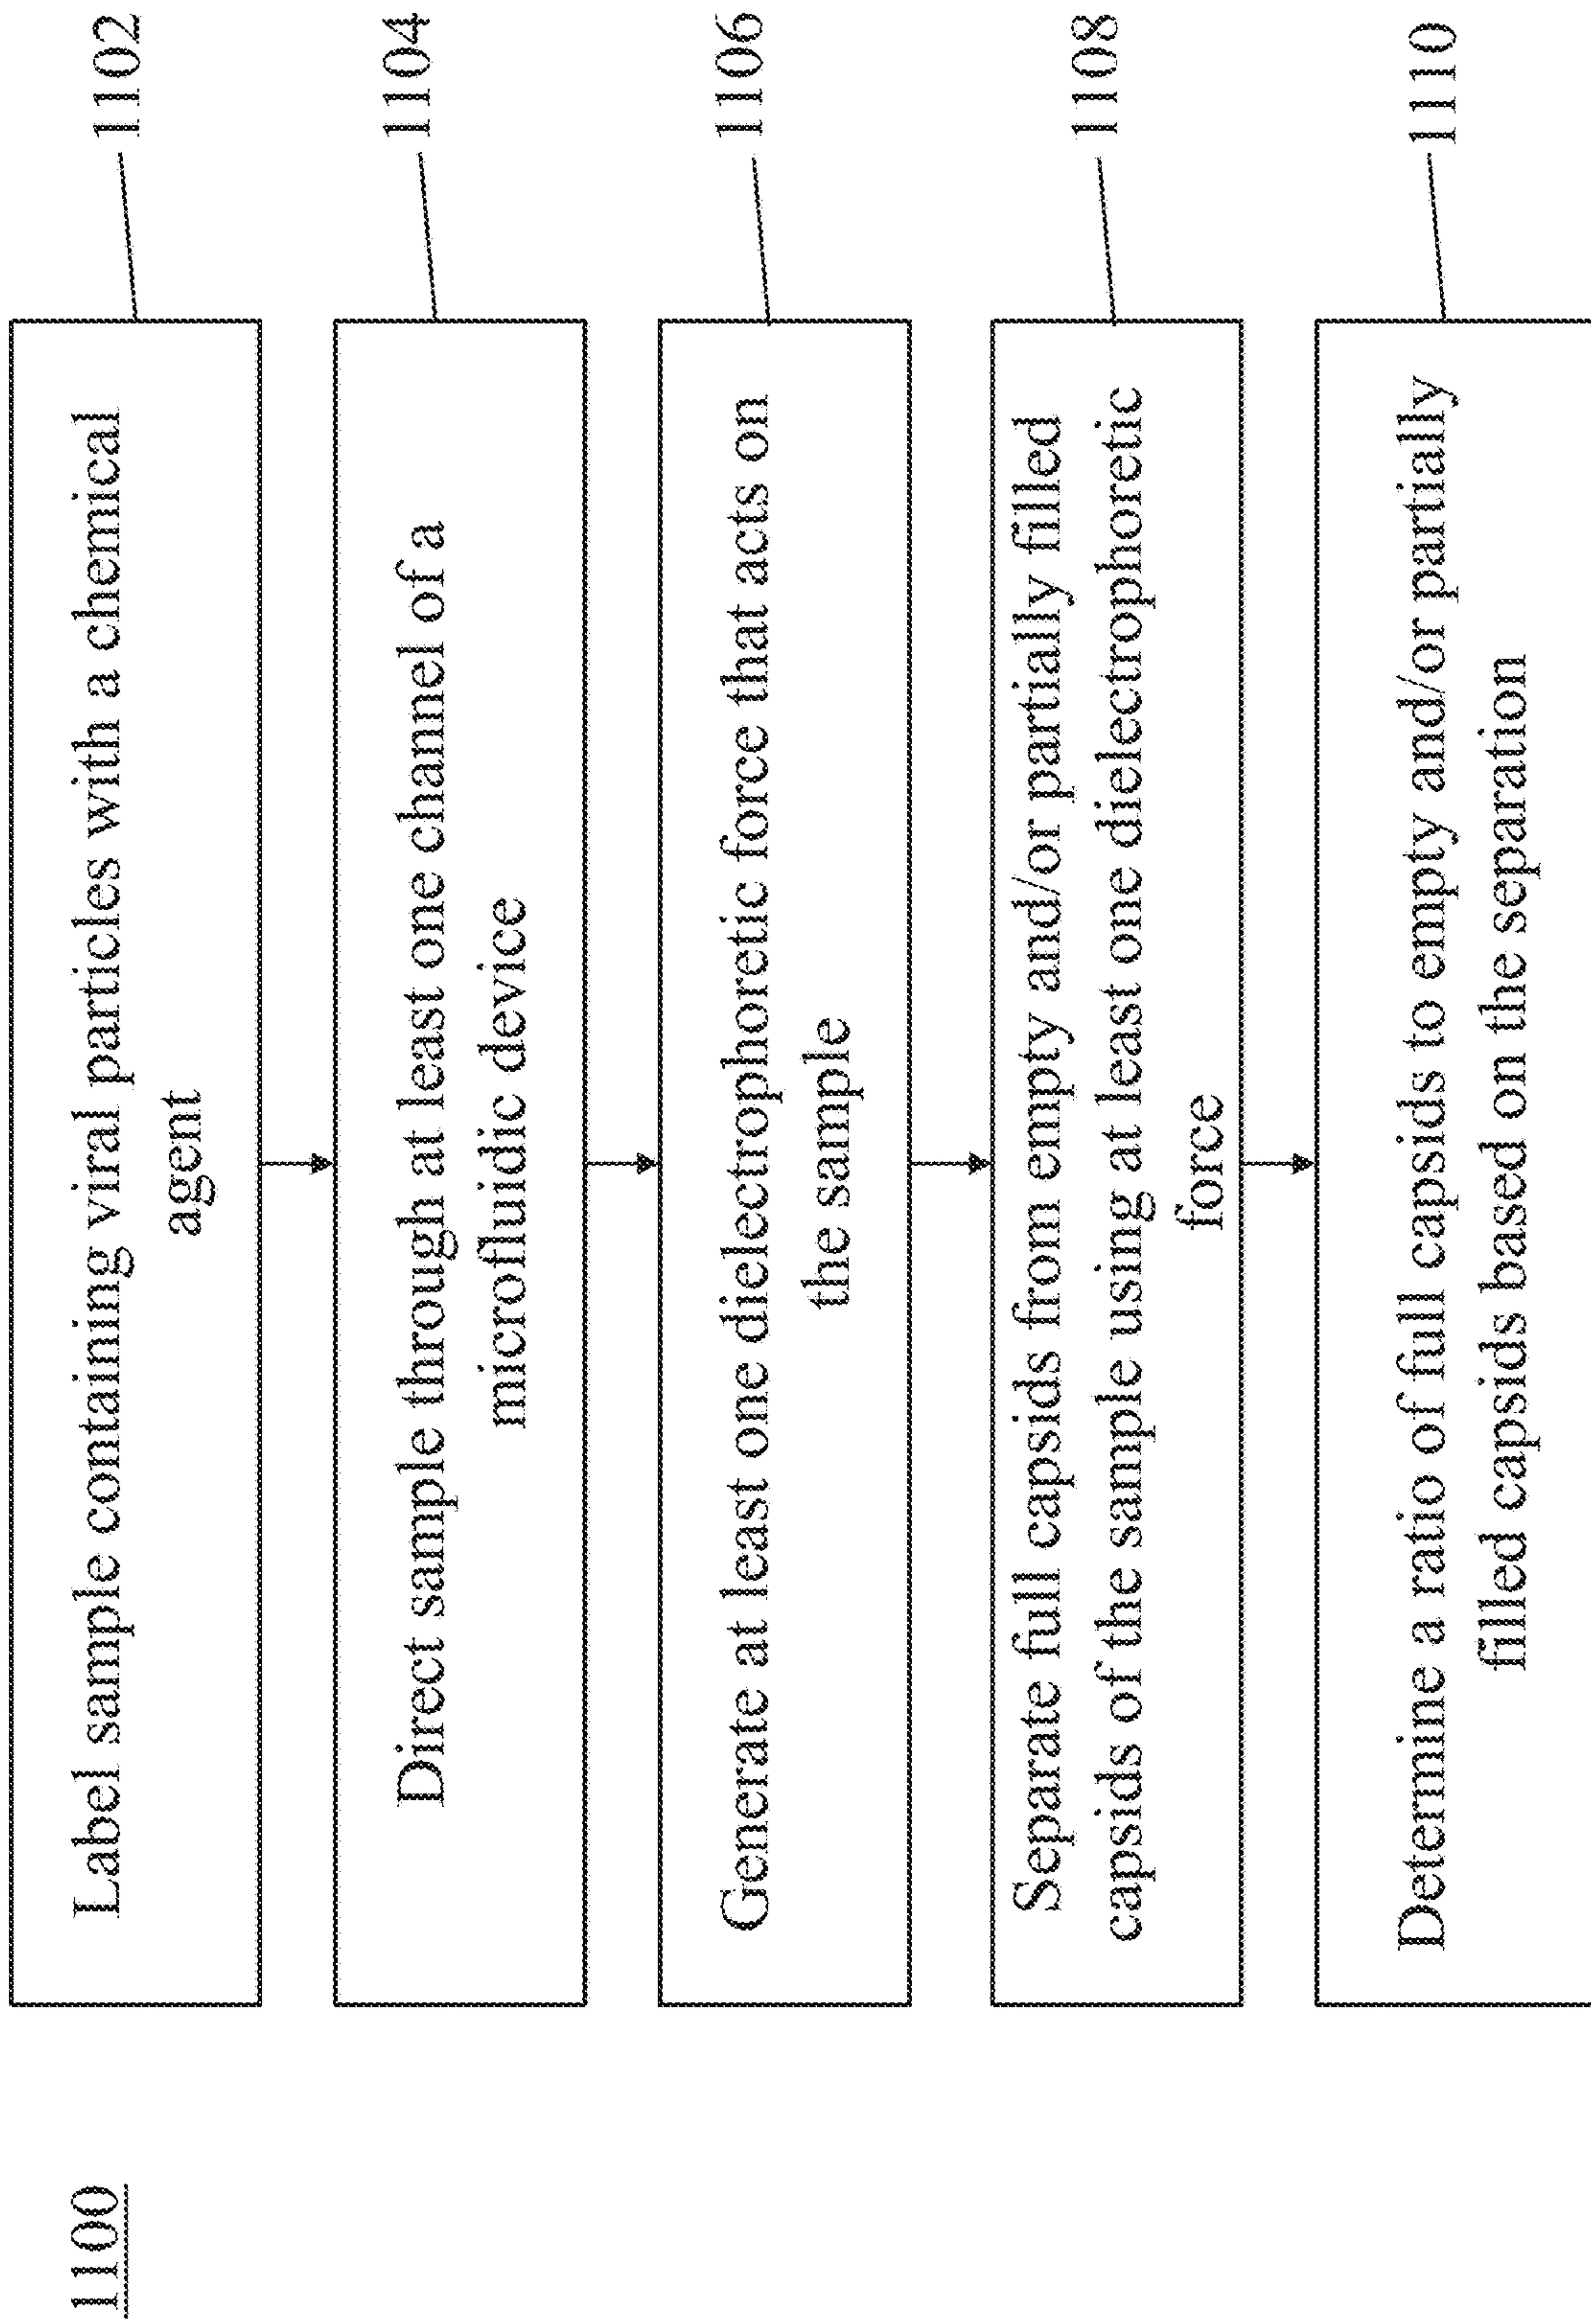 1100
Label sample containing viral particles with a chemical
agent
1102
Direct sample through at least one channel of a
microfluidic device
1104
Generate at least one dielectrophoretic force that acts on
the sample
1106
Separate full capsids from empty and/or partially filled
capsids of the sample using at least one dielectrophoretic
force
1108
Determine a ratio of full capsids to empty and/or partially
filled capsids based on the separation
1110